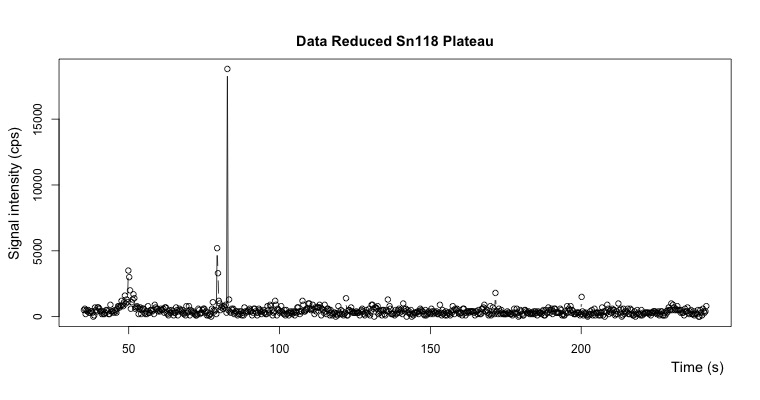 Data Reduced Sn118 Plateau
Signal intensity (cps)
15000
10000
5000
0
50 100 150 200
Time (s)